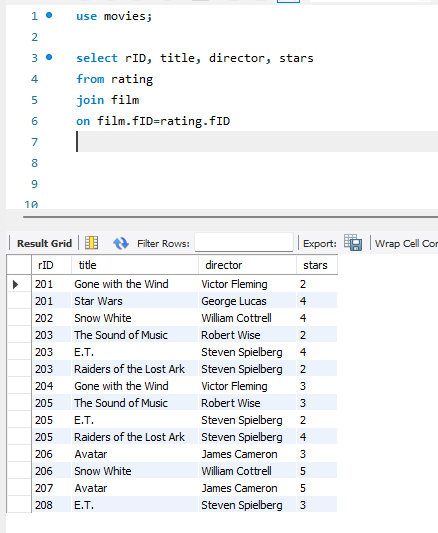 1 use movies;
2
3 select rID, title, director, stars
4 from rating
5 join film
6 on film.fID=rating.fID
7
8
9
10
Result Grid Filter Rows: Export: Wrap Cell Cor
rID title director stars
201 Gone with the Wind Victor Fleming 2
201 Star Wars George Lucas 4
202 Snow White William Cottrell 4
203 The Sound of Music Robert Wise 2
203 E.T. Steven Spielberg 4
203 Raiders of the Lost Ark Steven Spielberg 2
204 Gone with the Wind Victor Fleming 3
205 The Sound of Music Robert Wise 3
205 E.T. Steven Spielberg 2
205 Raiders of the Lost Ark Steven Spielberg 4
206 Avatar James Cameron 3
206 Snow White William Cottrell 5
207 Avatar James Cameron 5
208 E.T. Steven Spielberg 3